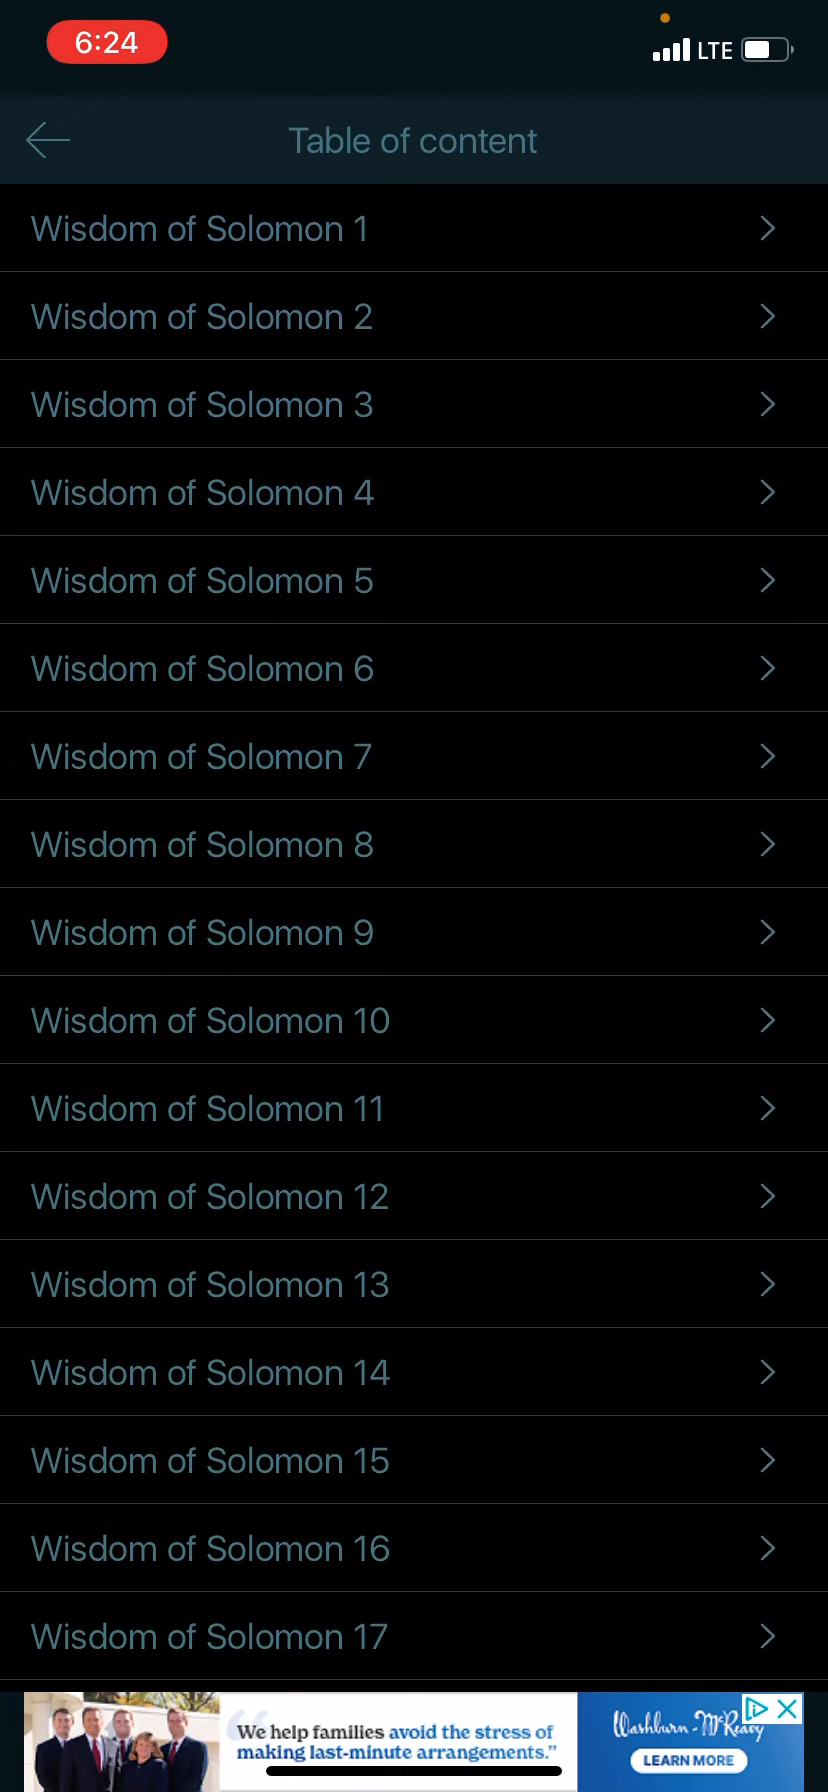 6:24
LTE
Table of content
Wisdom of Solomon 1
Wisdom of Solomon 2
Wisdom of Solomon 3
Wisdom of Solomon 4
Wisdom of Solomon 5
Wisdom of Solomon 6
Wisdom of Solomon 7
Wisdom of Solomon 8
Wisdom of Solomon 9
Wisdom of Solomon 10
Wisdom of Solomon 11
Wisdom of Solomon 12
Wisdom of Solomon 13
Wisdom of Solomon 14
Wisdom of Solomon 15
Wisdom of Solomon 16
Wisdom of Solomon 17
We help families avoid the stress of
making last-minute arrangements.”
Washburn-McReavy
LEARN MORE